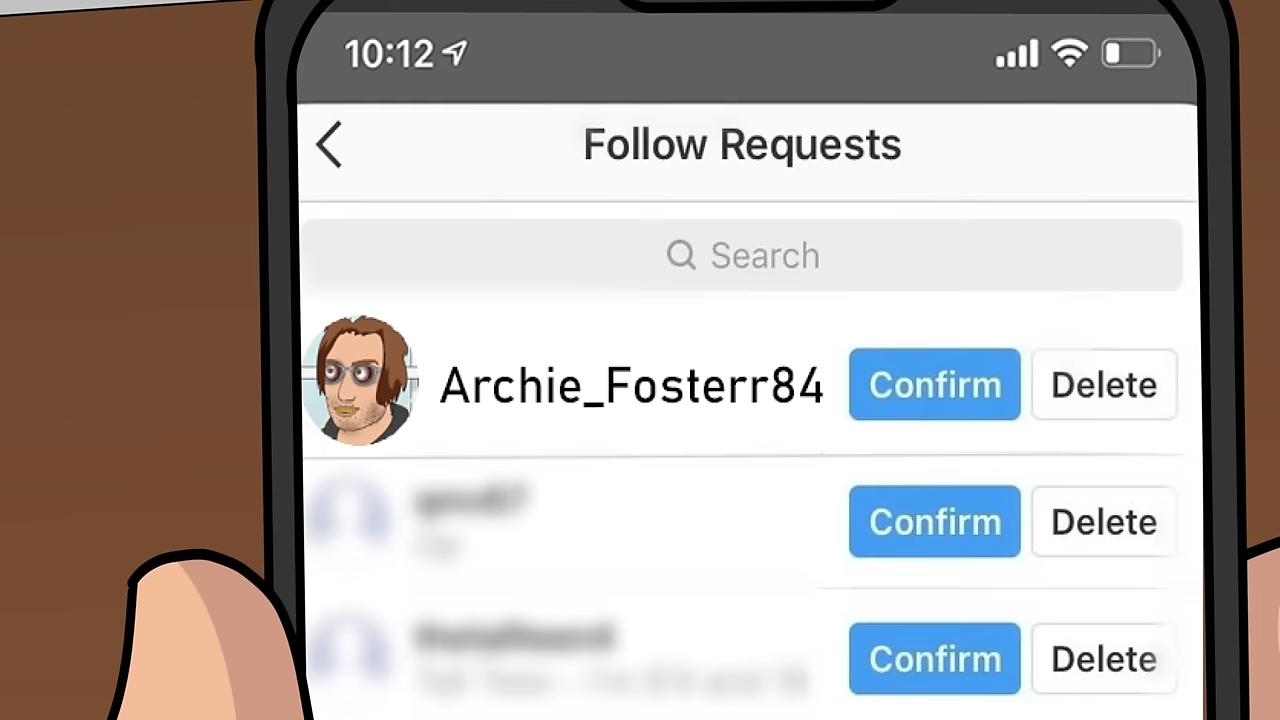 10:12
Follow Requests
Search
Archie_Fosterr84 Confirm Delete
Confirm Delete
Confirm Delete